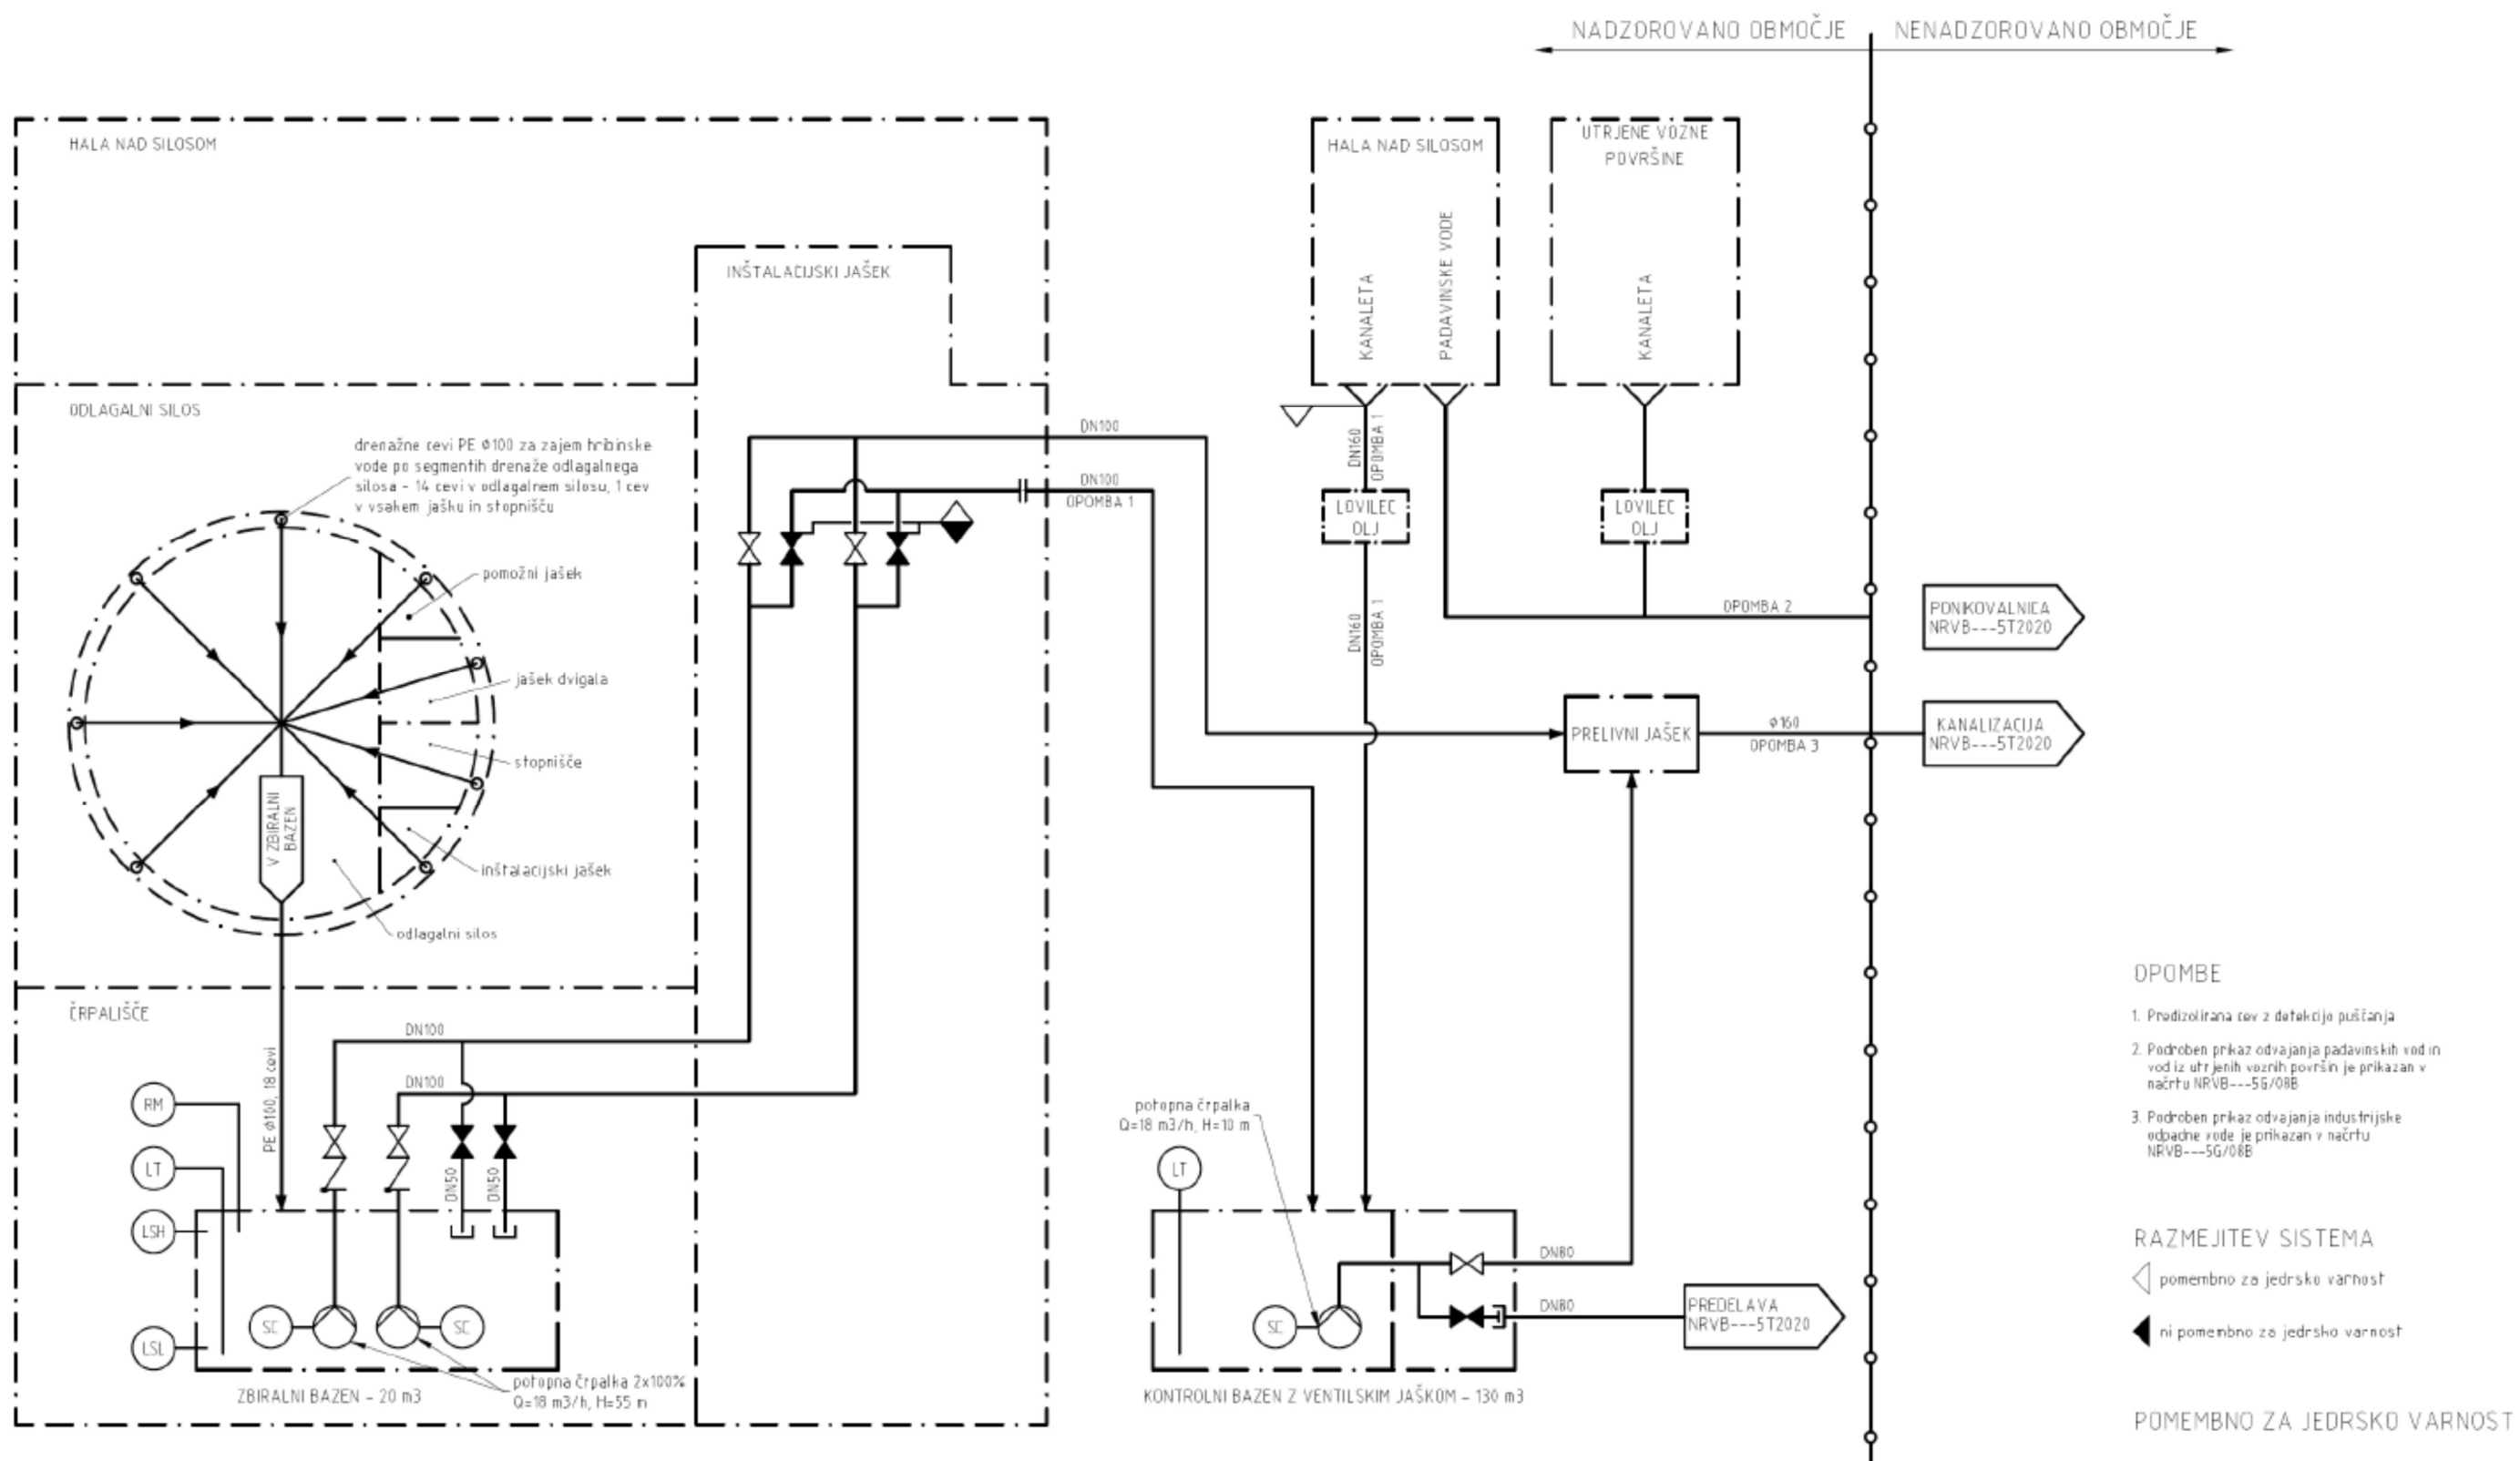 NADZOROVANO OBMOČJE
NENADZOROVANO OBMOČJE
HALA NAD SILOSOM
INŠTALACIJSKI JAŠEK
ODLAGALNI SILOS
drenažne cevi PE ø100 za zajem hribinske
vode po segmentih drenaže odlagalnega
silosa - 14 cevi v odlagalnem silosu, 1 cev
v vsakem jašku in stopnišču
pomožni jašek
jašek dvigala
stopnišče
inštalacijski jašek
odlagalni silos
V ZBIRALNI
BAZEN
DN100
DN100
OPOMBA 1
HALA NAD SILOSOM
KANALETA
PADAVINSKE VODE
UTRJENE VOZNE
POVRŠINE
KANALETA
DN160
OPOMBA 1
LOVILEC
OLJ
LOVILEC
OLJ
DN160
OPOMBA 1
OPOMBA 2
PONIKOVALNICA
NRVB---5T2020
PRELIVNI JAŠEK
ø160
OPOMBA 3
KANALIZACIJA
NRVB---5T2020
ČRPALIŠČE
PE ø100, 18 cevi
DN100
DN100
DN50
DN50
RM
LT
LSH
LSL
SC
SC
ZBIRALNI BAZEN - 20 m3
potopna črpalka 2x100%
Q=18 m3/h, H=55 m
potopna črpalka
Q=18 m3/h, H=10 m
LT
SC
DN80
DN80
PREDELAVA
NRVB---5T2020
KONTROLNI BAZEN Z VENTILSKIM JAŠKOM - 130 m3
OPOMBE
1. Predizolirana cev z detekcijo puščanja
2. Podroben prikaz odvajanja padavinskih vod in
vod iz utrjenih voznih površin je prikazan v
načrtu NRVB---5G/08B
3. Podroben prikaz odvajanja industrijske
odpadne vode je prikazan v načrtu
NRVB---5G/08B
RAZMEJITEV SISTEMA
pomembno za jedrsko varnost
ni pomembno za jedrsko varnost
POMEMBNO ZA JEDRSKO VARNOST